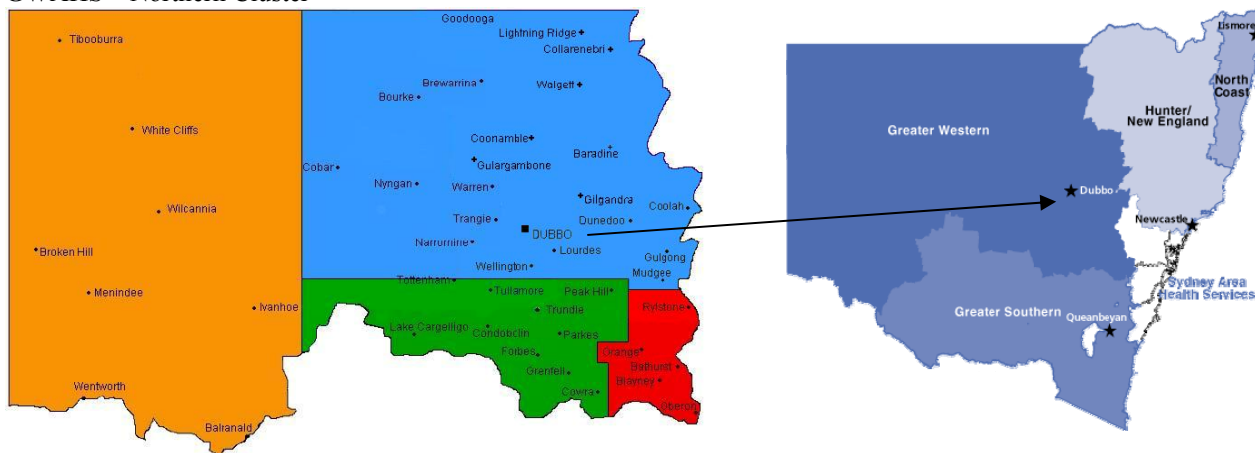 GWAHS – Northern Cluster
Tibooburra
White Cliffs
Wilcannia
Broken Hill
Menindee
Ivanhoe
Wentworth
Balranald
Goodooga
Lightning Ridge
Collarenebri
Brewarrina
Walgett
Bourke
Coonamble
Baradine
Cobar
Gulargambone
Nyngan
Warren
Gilgandra
Coolah
Trangie
Dunedoo
DUBBO
Narromine
Lourdes
Gulgong
Wellington
Mudgee
Tottenham
Tullamore
Peak Hill
Trundle
Lake Cargelligo
Condobolin
Parkes
Forbes
Grenfell
Cowra
Rylstone
Orange
Bathurst
Blayney
Oberon
Lismore
North
Coast
Hunter/
New England
Greater Western
Dubbo
Newcastle
Sydney Area
Health Services
Greater Southern
Queanbeyan